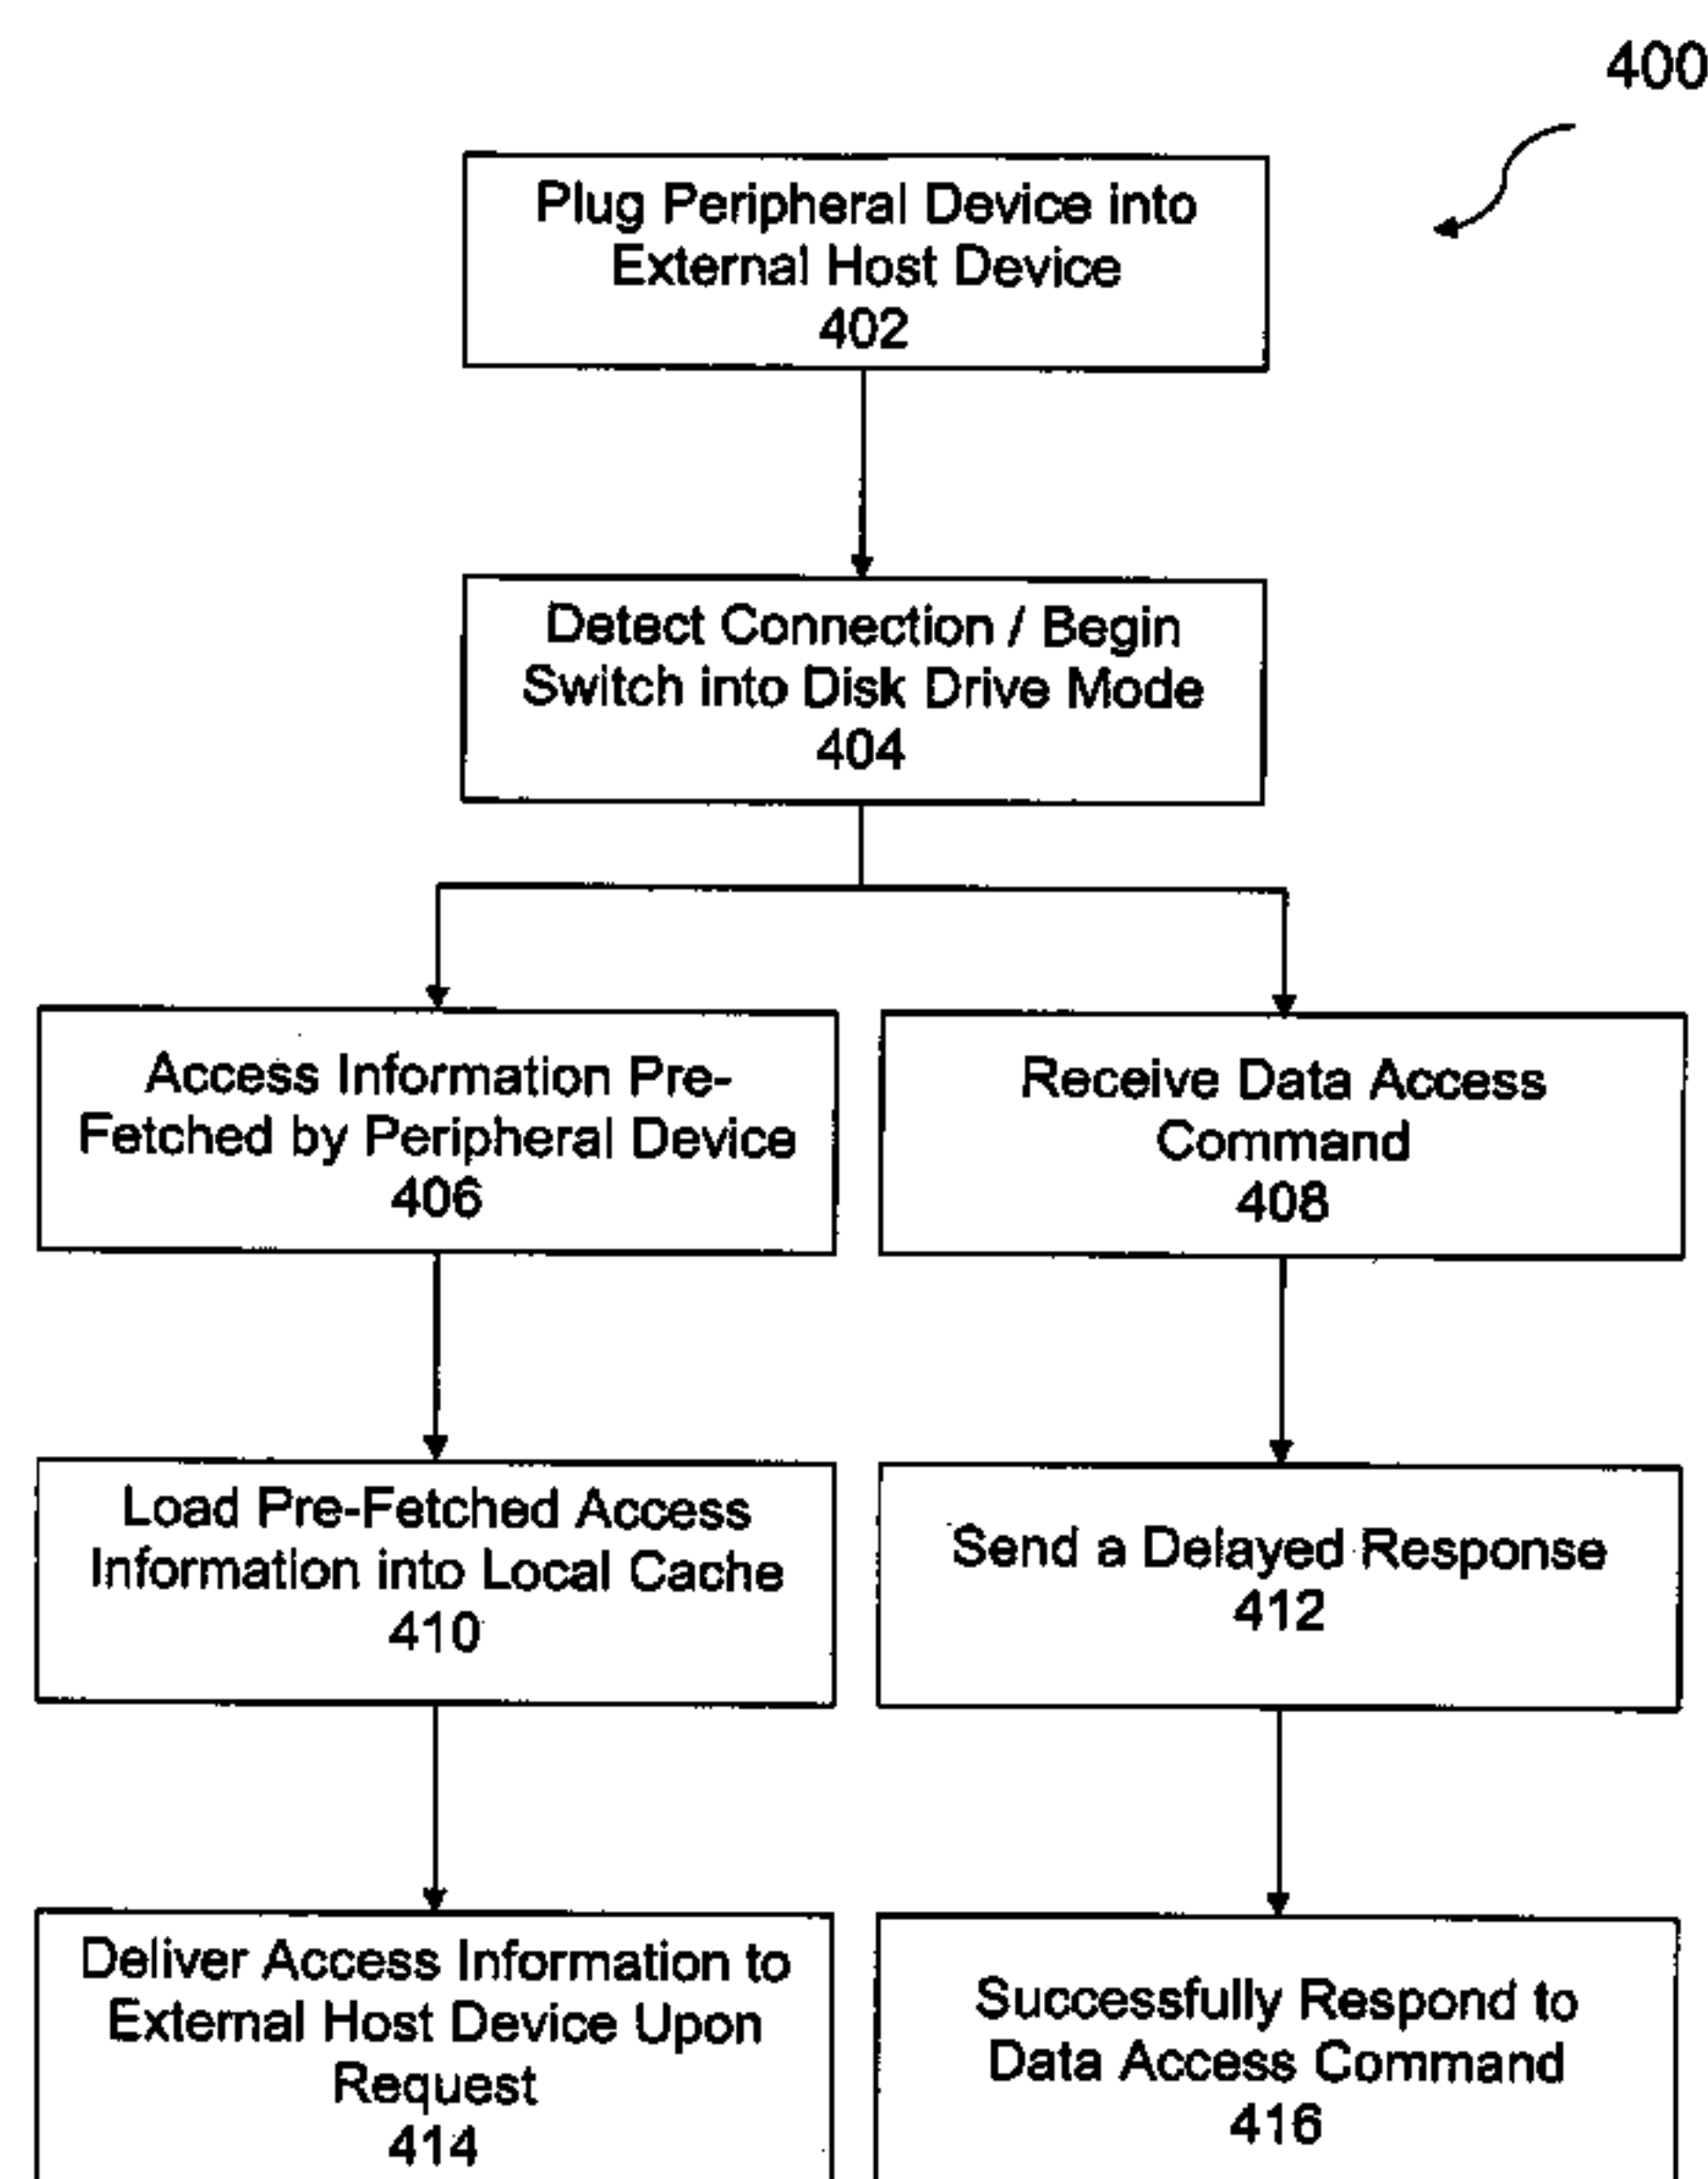 400
Plug Peripheral Device into
External Host Device
402
Detect Connection / Begin
Switch into Disk Drive Mode
404
Access Information Pre-
Fetched by Peripheral Device
406
Receive Data Access
Command
408
Load Pre-Fetched Access
Information into Local Cache
410
Send a Delayed Response
412
Deliver Access Information to
External Host Device Upon
Request
414
Successfully Respond to
Data Access Command
416